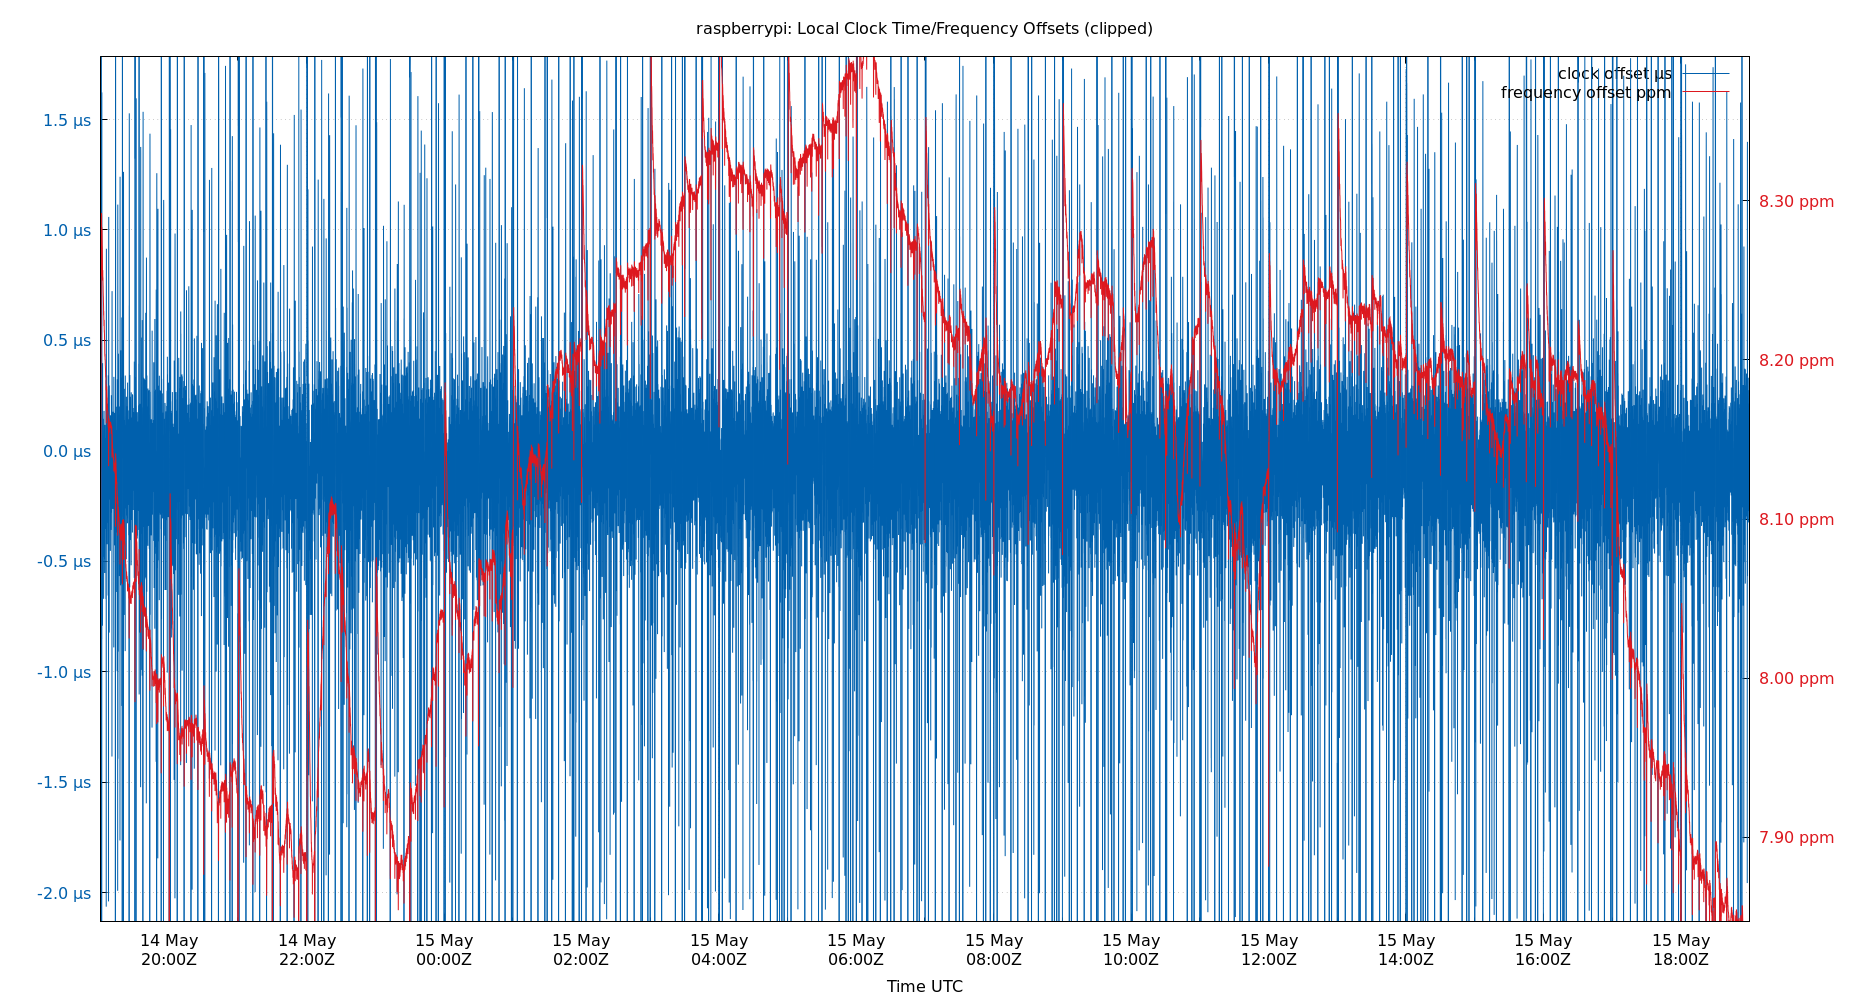 raspberrypi: Local Clock Time/Frequency Offsets (clipped)
clock offset µs
frequency offset ppm
1.5 µs
1.0 µs
0.5 µs
0.0 µs
-0.5 µs
-1.0 µs
-1.5 µs
-2.0 µs
8.30 ppm
8.20 ppm
8.10 ppm
8.00 ppm
7.90 ppm
14 May
20:00Z
14 May
22:00Z
15 May
00:00Z
15 May
02:00Z
15 May
04:00Z
15 May
06:00Z
15 May
08:00Z
15 May
10:00Z
15 May
12:00Z
15 May
14:00Z
15 May
16:00Z
15 May
18:00Z
Time UTC